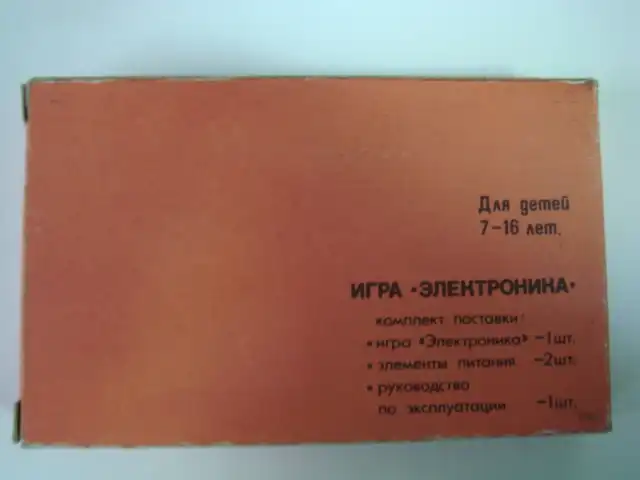 Для детей
7-16 лет.
ИГРА •ЭЛЕКТРОНИКА•
комплект поставки:
• игра «Электроника» -1шт.
• элементы питания -2шт.
• руководство
по эксплуатации -1шт.